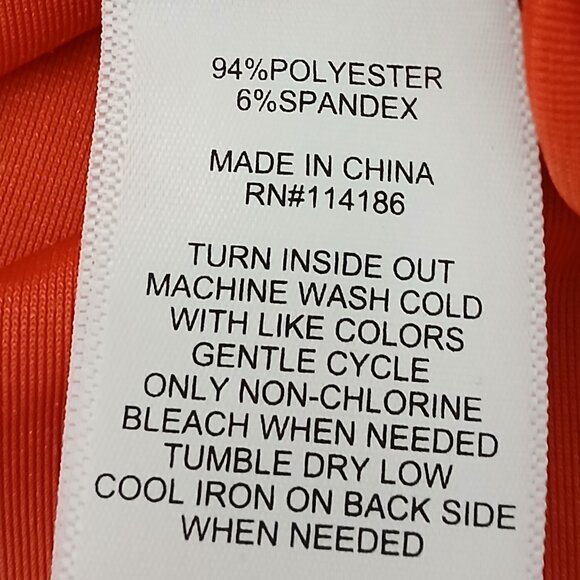 94%POLYESTER
6%SPANDEX
MADE IN CHINA
RN#114186
TURN INSIDE OUT
MACHINE WASH COLD
WITH LIKE COLORS
GENTLE CYCLE
ONLY NON-CHLORINE
BLEACH WHEN NEEDED
TUMBLE DRY LOW
COOL IRON ON BACK SIDE
WHEN NEEDED